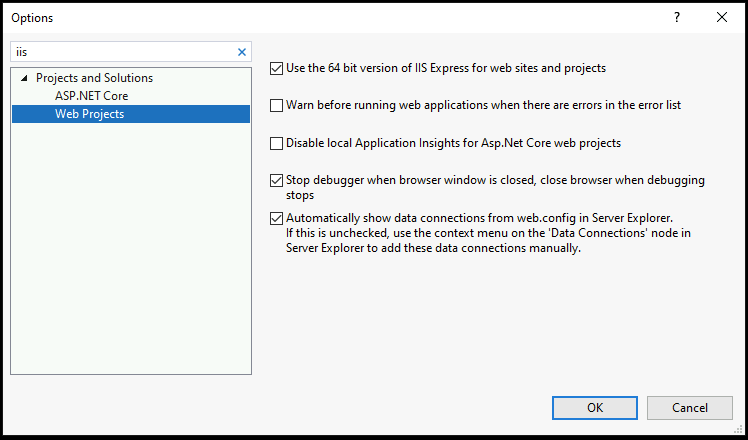 Options
?
iis
Projects and Solutions
ASP.NET Core
Web Projects
Use the 64 bit version of IIS Express for web sites and projects
Warn before running web applications when there are errors in the error list
Disable local Application Insights for Asp.Net Core web projects
Stop debugger when browser window is closed, close browser when debugging
stops
Automatically show data connections from web.config in Server Explorer.
If this is unchecked, use the context menu on the 'Data Connections' node in
Server Explorer to add these data connections manually.
OK
Cancel